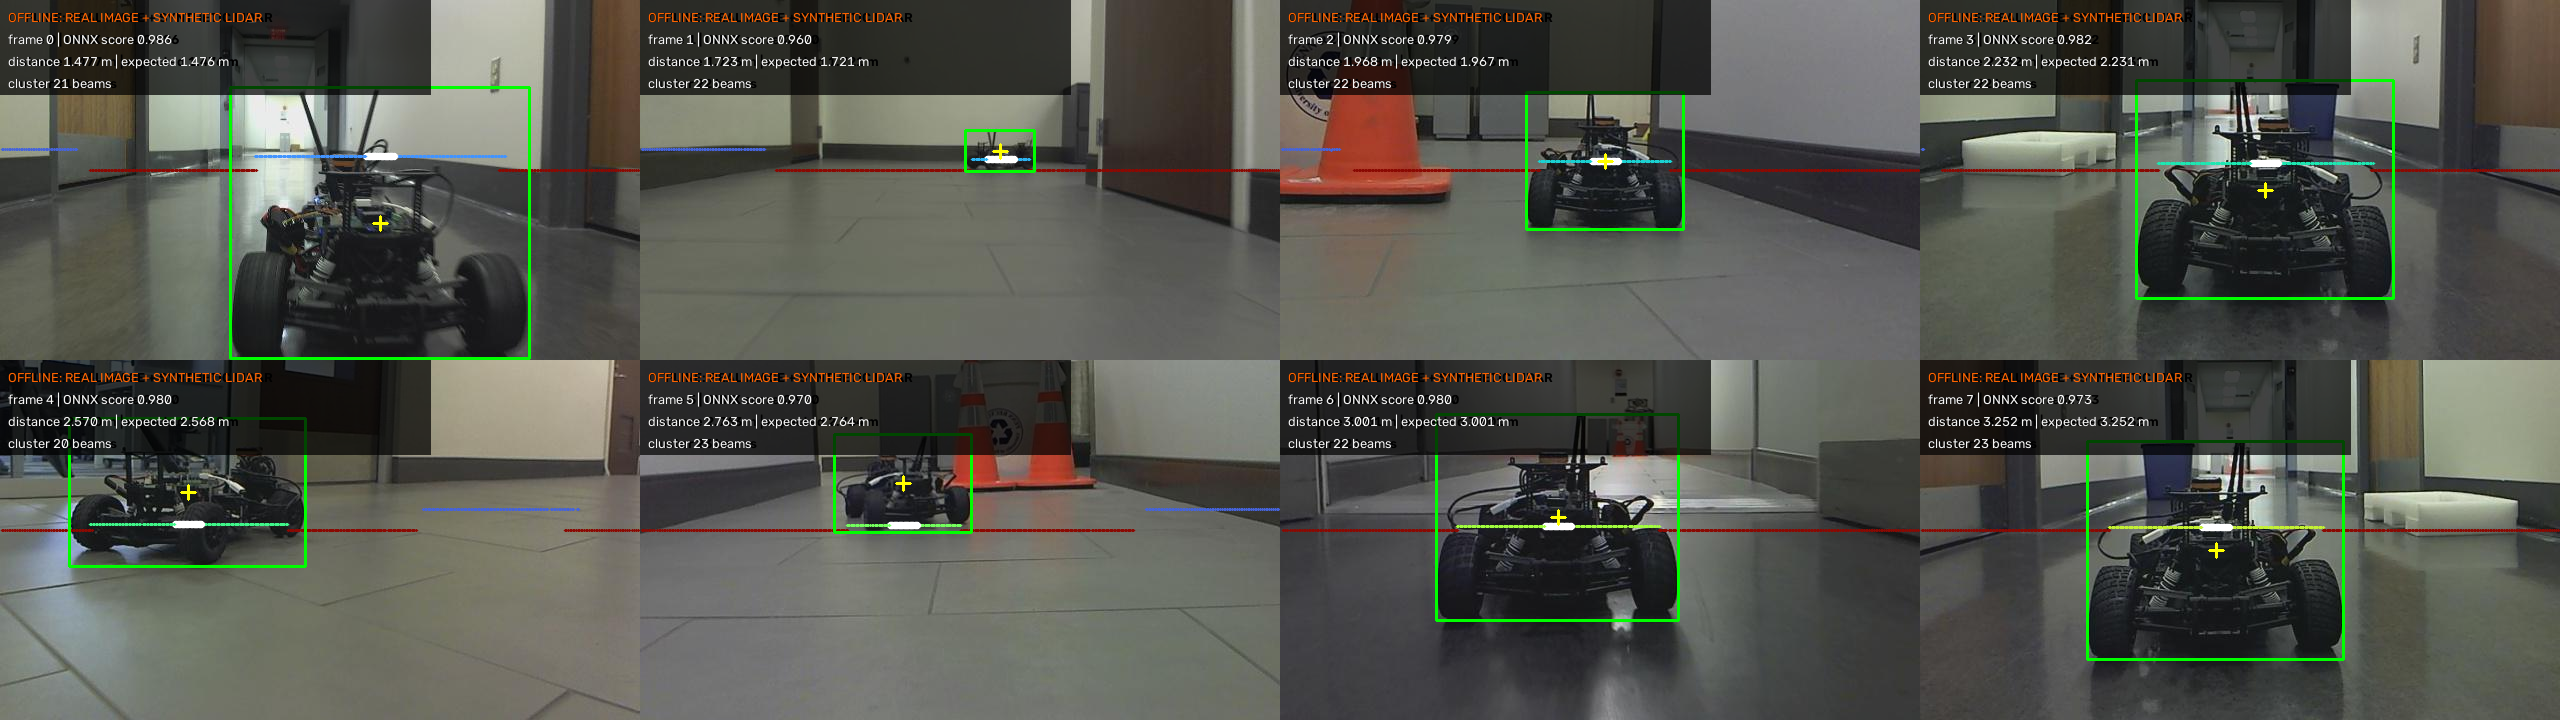 OFFLINE: REAL IMAGE + SYNTHETIC LIDAR
frame 0 | ONNX score 0.986
distance 1.477 m | expected 1.476 m
cluster 21 beams
OFFLINE: REAL IMAGE + SYNTHETIC LIDAR
frame 1 | ONNX score 0.960
distance 1.723 m | expected 1.721 m
cluster 22 beams
OFFLINE: REAL IMAGE + SYNTHETIC LIDAR
frame 2 | ONNX score 0.979
distance 1.968 m | expected 1.967 m
cluster 22 beams
OFFLINE: REAL IMAGE + SYNTHETIC LIDAR
frame 3 | ONNX score 0.982
distance 2.232 m | expected 2.231 m
cluster 22 beams
OFFLINE: REAL IMAGE + SYNTHETIC LIDAR
frame 4 | ONNX score 0.980
distance 2.570 m | expected 2.568 m
cluster 20 beams
OFFLINE: REAL IMAGE + SYNTHETIC LIDAR
frame 5 | ONNX score 0.970
distance 2.763 m | expected 2.764 m
cluster 23 beams
OFFLINE: REAL IMAGE + SYNTHETIC LIDAR
frame 6 | ONNX score 0.980
distance 3.001 m | expected 3.001 m
cluster 22 beams
OFFLINE: REAL IMAGE + SYNTHETIC LIDAR
frame 7 | ONNX score 0.973
distance 3.252 m | expected 3.252 m
cluster 23 beams